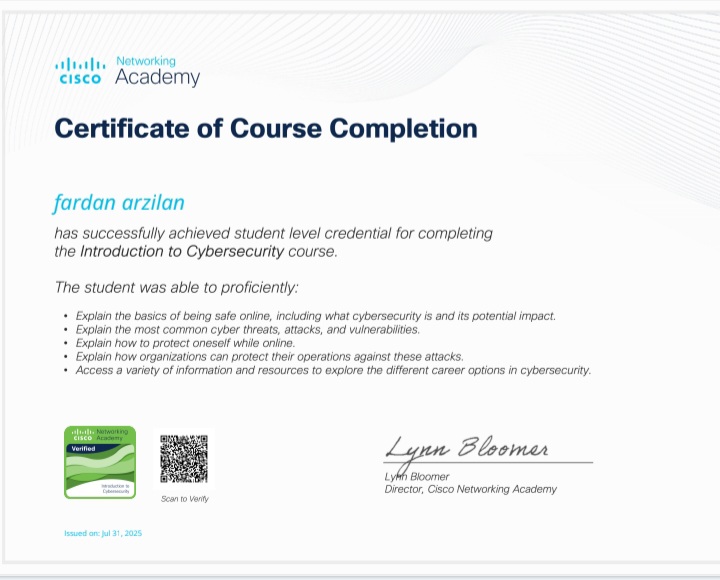 Networking
CISCO Academy
Certificate of Course Completion
fardan arzilan
has successfully achieved student level credential for completing
the Introduction to Cybersecurity course.
The student was able to proficiently:
• Explain the basics of being safe online, including what cybersecurity is and its potential impact.
• Explain the most common cyber threats, attacks, and vulnerabilities.
• Explain how to protect oneself while online.
• Explain how organizations can protect their operations against these attacks.
• Access a variety of information and resources to explore the different career options in cybersecurity.
Networking
CISCO Academy
Verified
Introduction to
Cybersecurity
Scan to Verify
Lynn Bloomer
Lynn Bloomer
Director, Cisco Networking Academy
Issued on: Jul 31, 2025